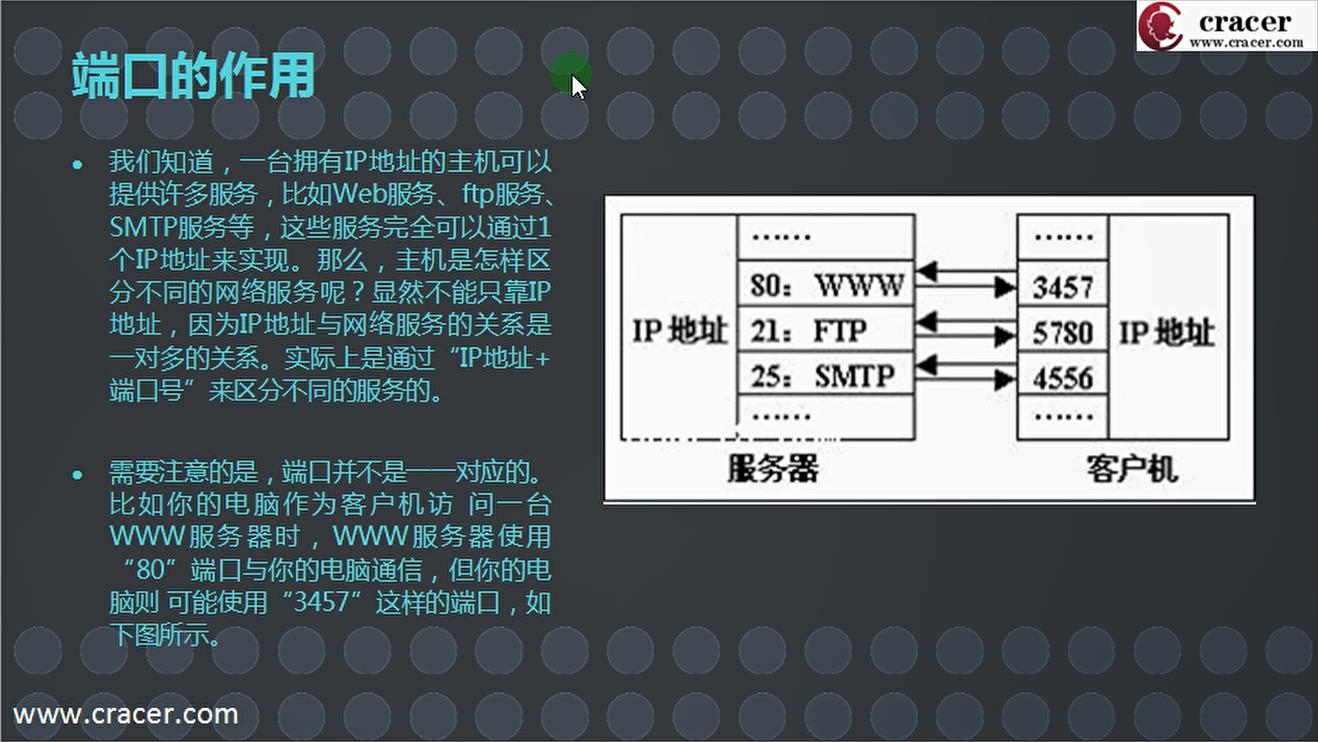 cracer
www.cracer.com
端口的作用
• 我们知道，一台拥有IP地址的主机可以
提供许多服务，比如Web服务、ftp服务、
SMTP服务等，这些服务完全可以通过1
个IP地址来实现。那么，主机是怎样区
分不同的网络服务呢？显然不能只靠IP
地址，因为IP地址与网络服务的关系是
一对多的关系。实际上是通过“IP地址+
端口号”来区分不同的服务的。
• 需要注意的是，端口并不是一一对应的。
比如你的电脑作为客户机访 问一台
WWW服务器时，WWW服务器使用
“80”端口与你的电脑通信，但你的电
脑则 可能使用“3457”这样的端口，如
下图所示。
IP 地址
……
80： WWW
21： FTP
25： SMTP
……
服务器
……
3457
5780
4556
……
IP 地址
客户机
www.cracer.com